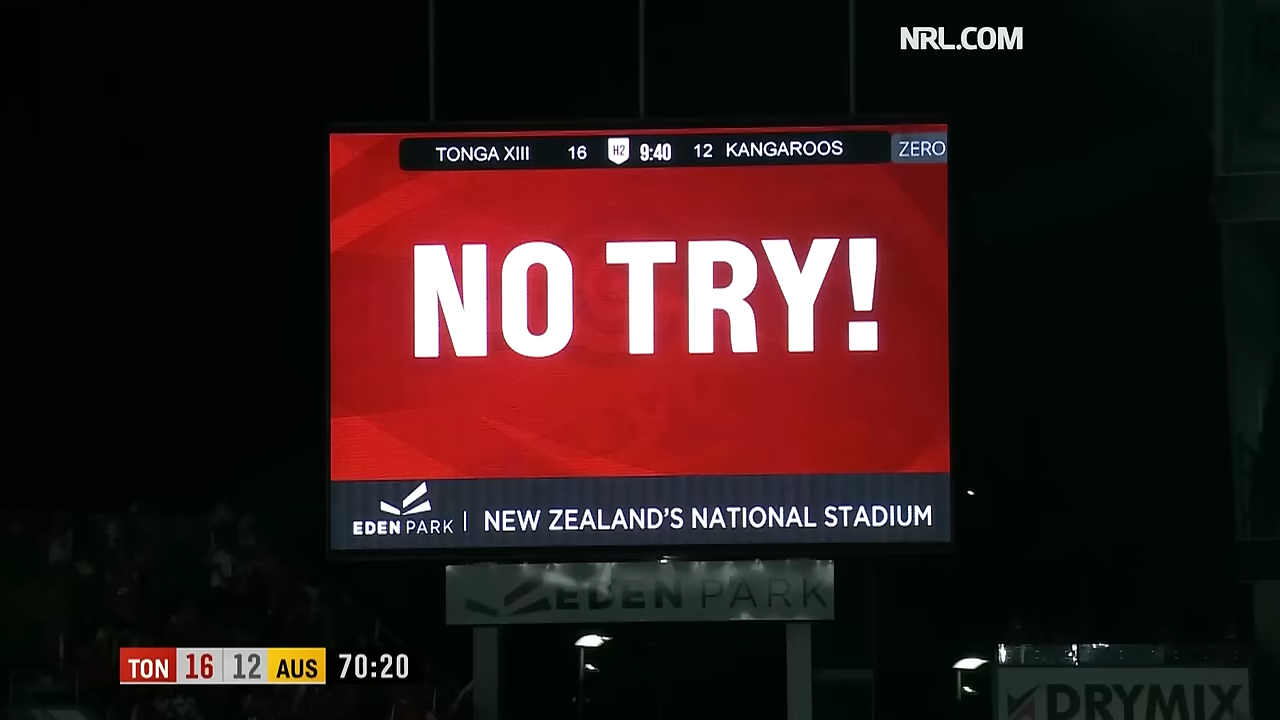 NRL.COM
TONGA XIII 16 H2 9:40 12 KANGAROOS ZERO
NO TRY!
EDEN PARK | NEW ZEALAND'S NATIONAL STADIUM
EDEN PARK
TON 16 12 AUS 70:20
DRYMIX